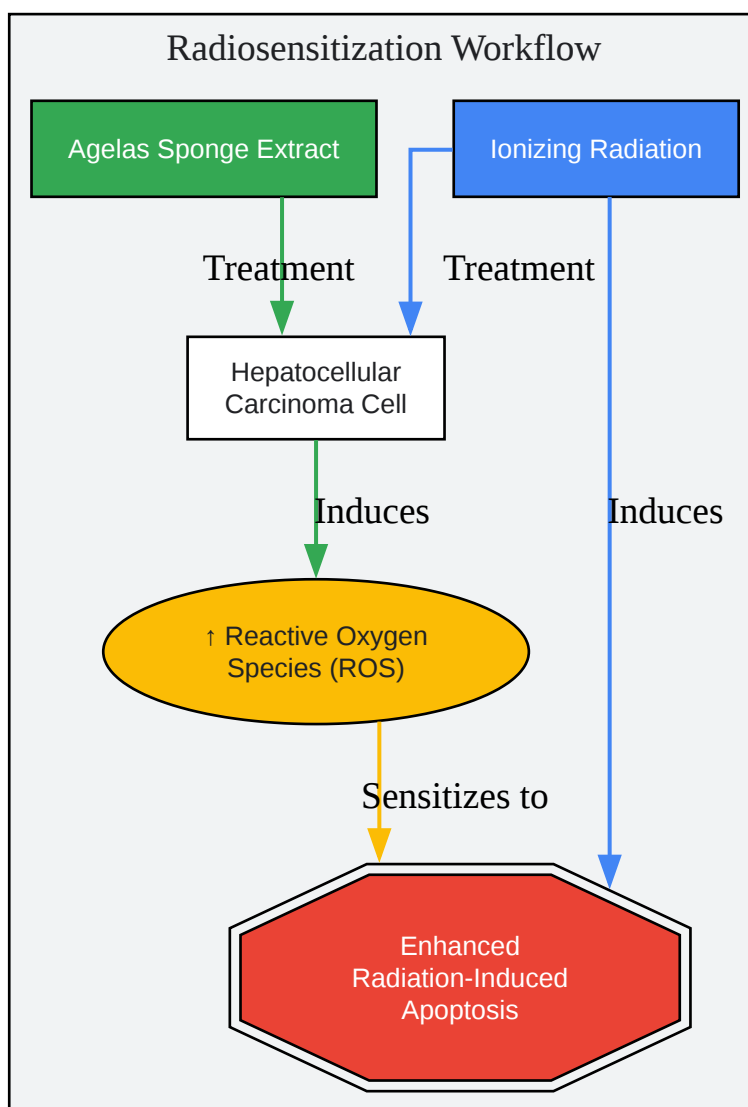 Radiosensitization Workflow
Agelas Sponge Extract
Ionizing Radiation
Treatment
Treatment
Hepatocellular
Carcinoma Cell
Induces
Induces
↑ Reactive Oxygen
Species (ROS)
Sensitizes to
Enhanced
Radiation-Induced
Apoptosis